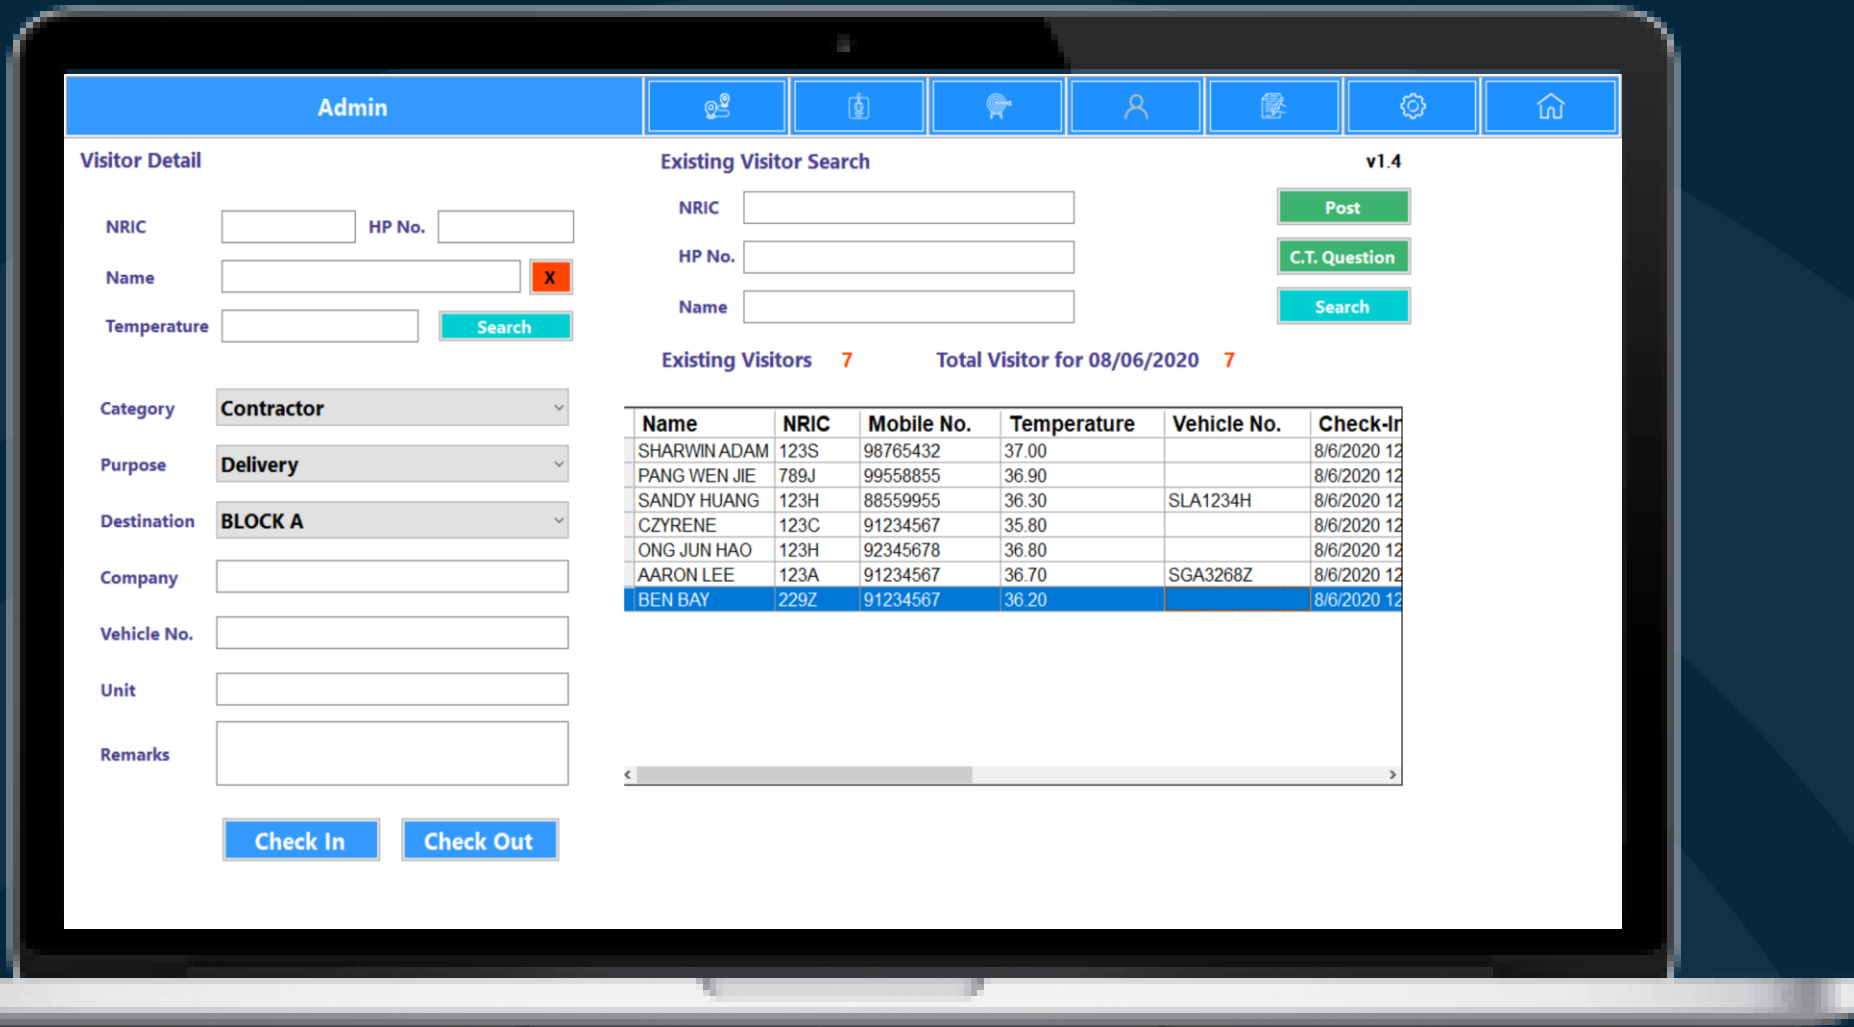 Admin
Visitor Detail
NRIC
HP No.
Name
X
Temperature
Search
Category
Contractor
Purpose
Delivery
Destination
BLOCK A
Company
Vehicle No.
Unit
Remarks
Check In
Check Out
Existing Visitor Search
v1.4
NRIC
Post
HP No.
C.T. Question
Name
Search
Existing Visitors 7 Total Visitor for 08/06/2020 7
Name NRIC Mobile No. Temperature Vehicle No. Check-In
SHARWIN ADAM 123S 98765432 37.00 8/6/2020 12
PANG WEN JIE 789J 99558855 36.90 8/6/2020 12
SANDY HUANG 123H 88559955 36.30 SLA1234H 8/6/2020 12
CZYRENE 123C 91234567 35.80 8/6/2020 12
ONG JUN HAO 123H 92345678 36.80 8/6/2020 12
AARON LEE 123A 91234567 36.70 SGA3268Z 8/6/2020 12
BEN BAY 229Z 91234567 36.20 8/6/2020 12